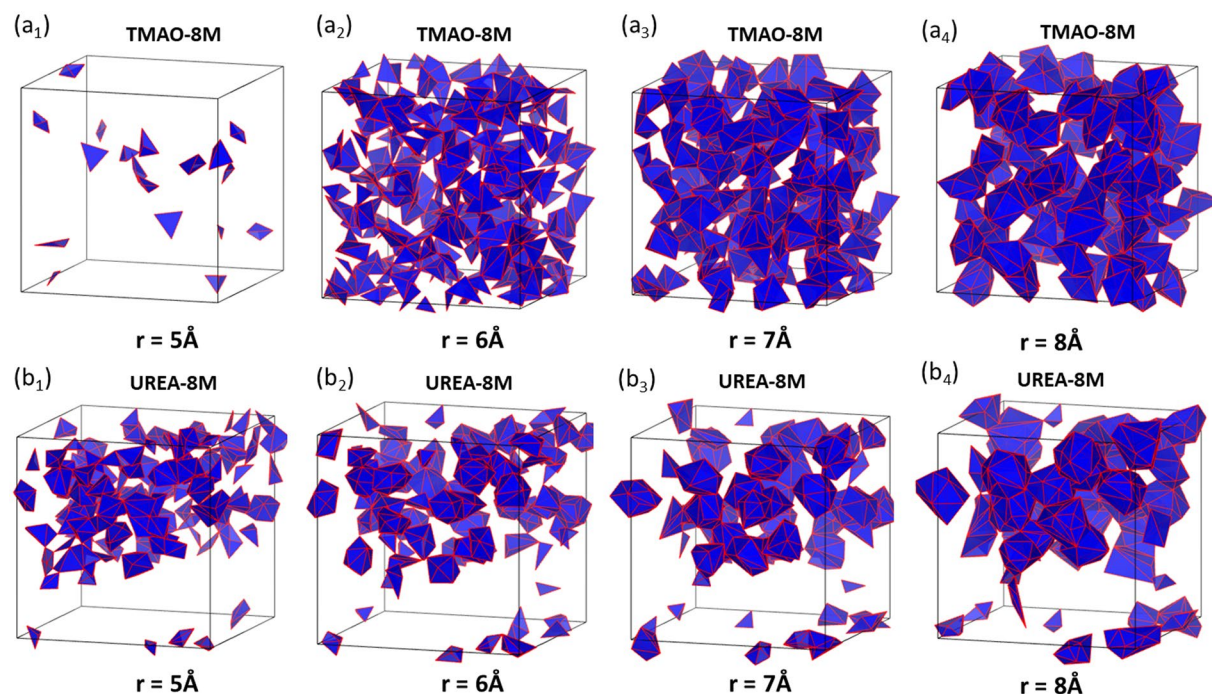 (a₁) TMAO-8M (a₂) TMAO-8M (a₃) TMAO-8M (a₄) TMAO-8M
r = 5Å r = 6Å r = 7Å r = 8Å
(b₁) UREA-8M (b₂) UREA-8M (b₃) UREA-8M (b₄) UREA-8M
r = 5Å r = 6Å r = 7Å r = 8Å